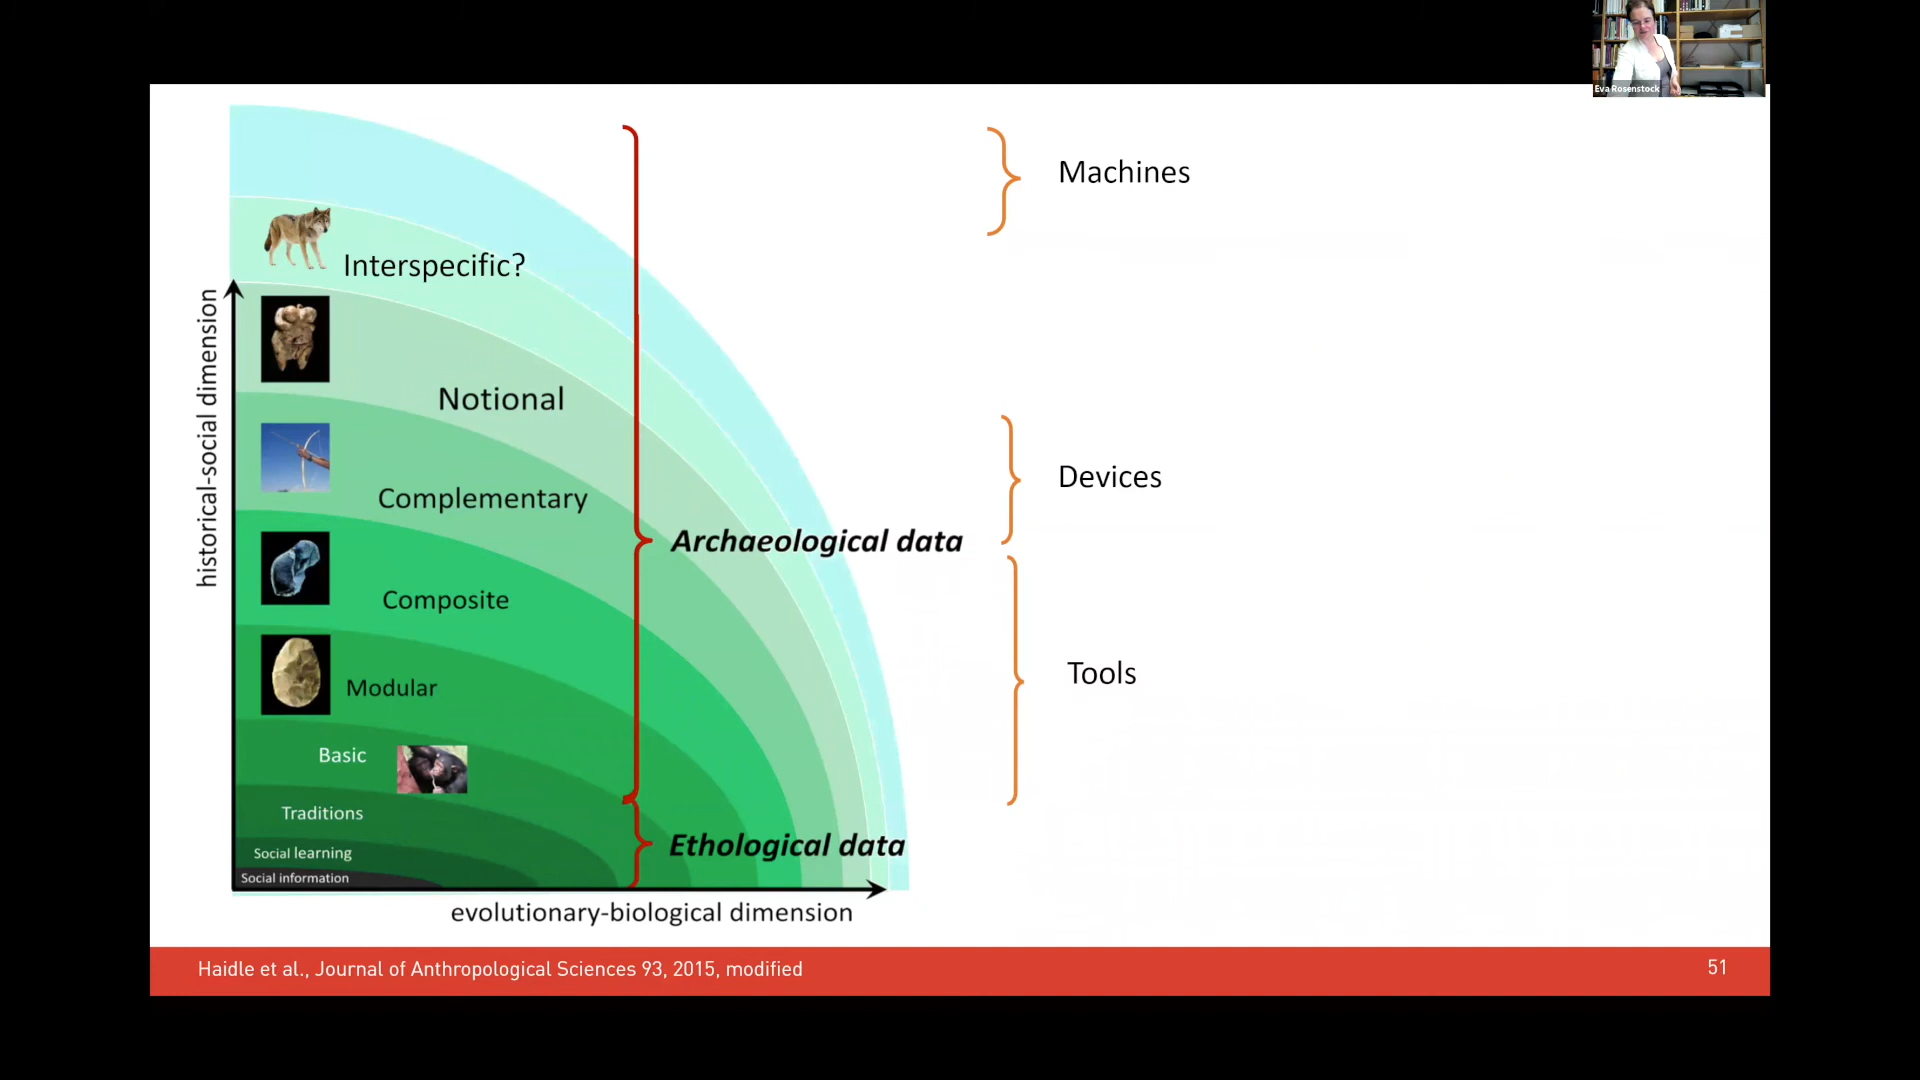 Eva Rosenstock
Machines
Interspecific?
historical-social dimension
Notional
Devices
Complementary
Archaeological data
Composite
Tools
Modular
Basic
Traditions
Ethological data
Social learning
Social information
evolutionary-biological dimension
Haidle et al., Journal of Anthropological Sciences 93, 2015, modified
51